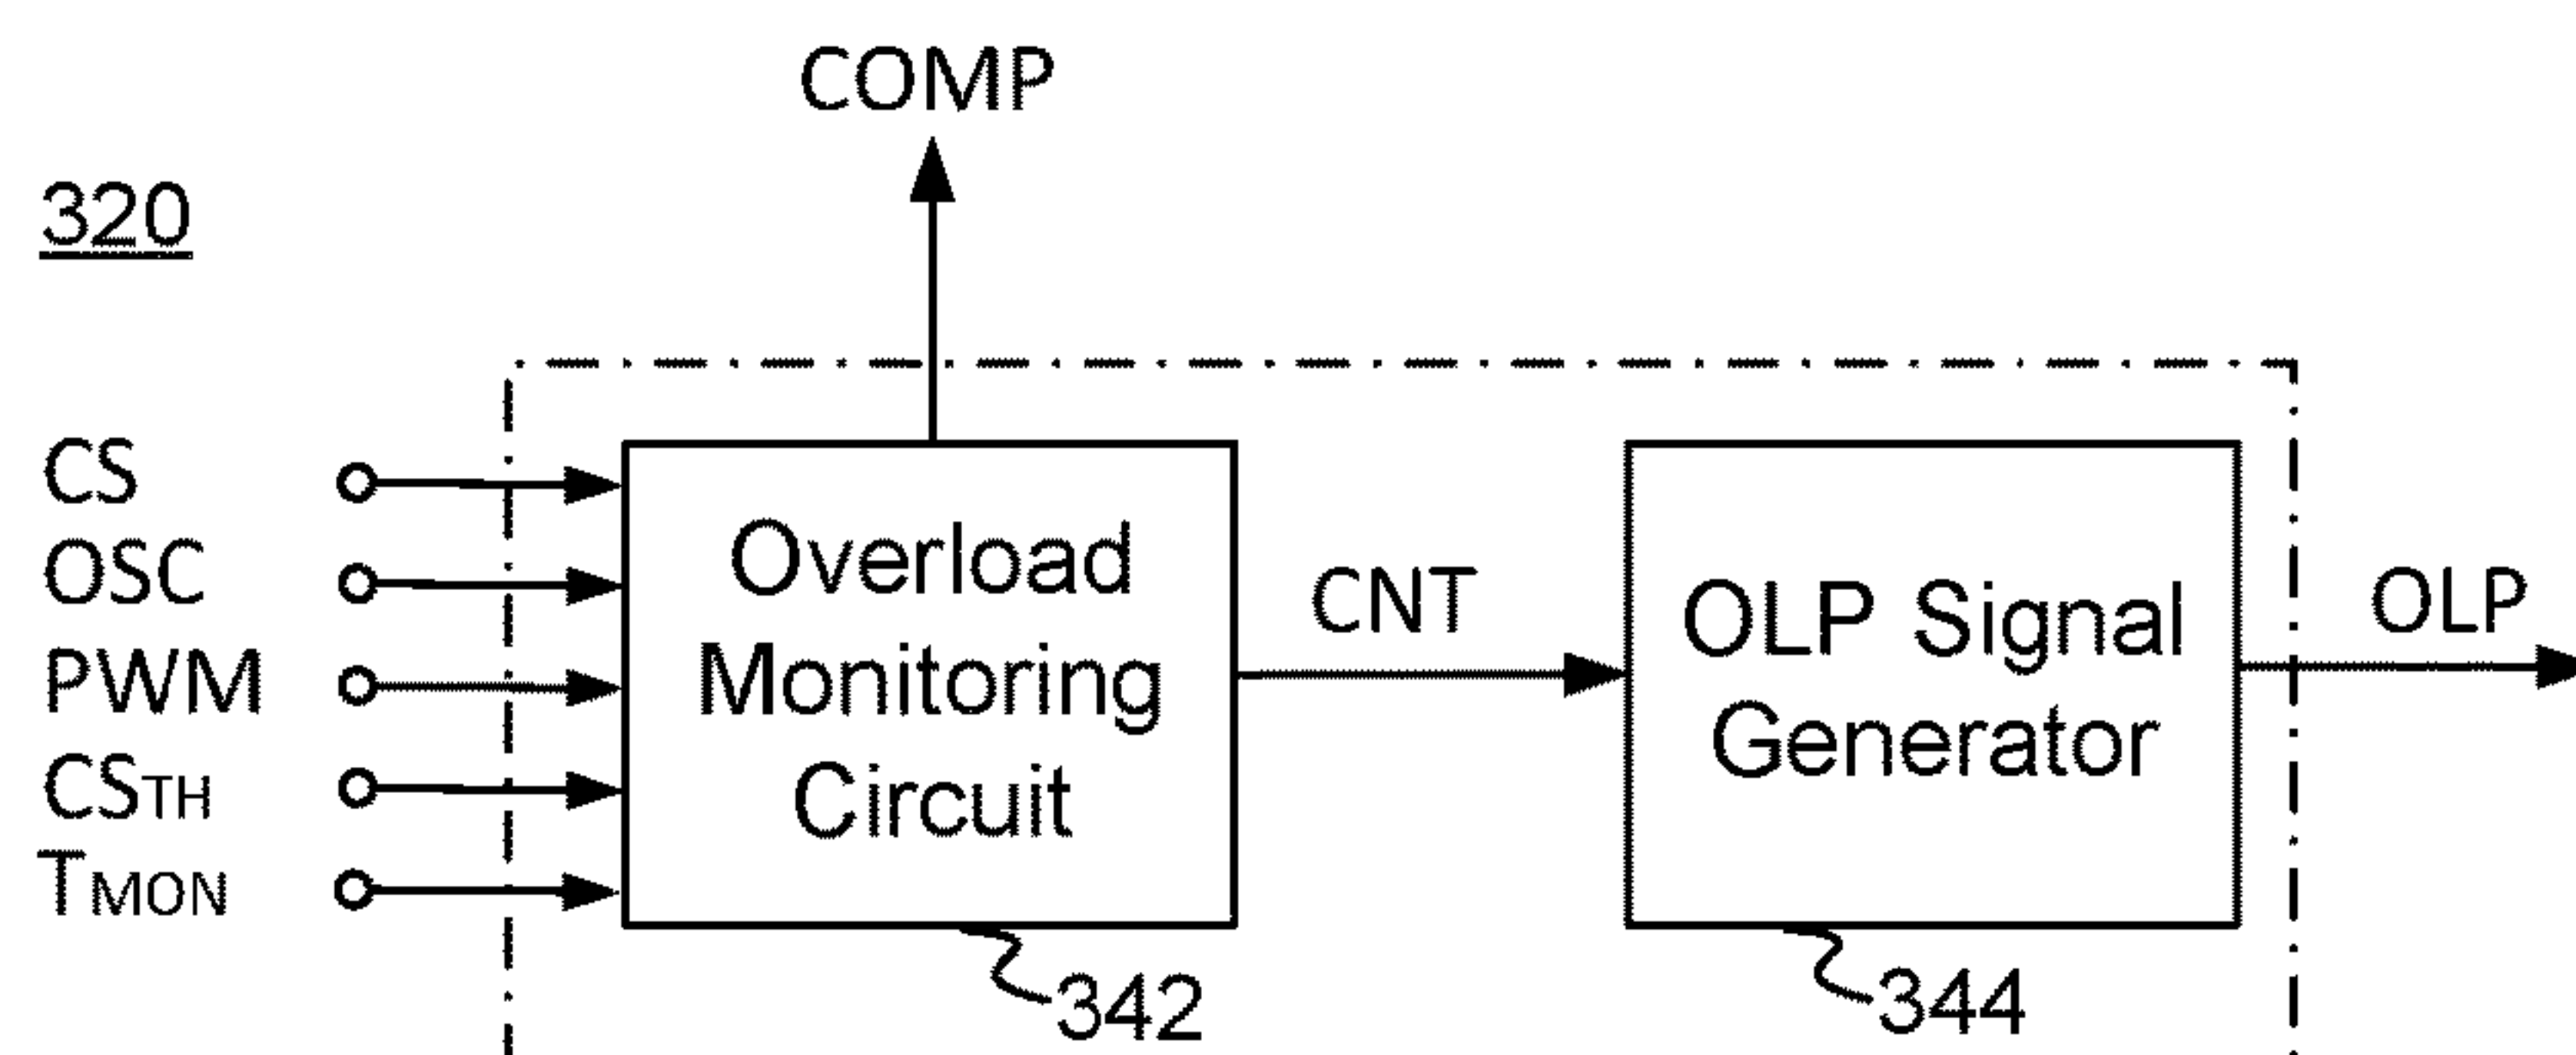 COMP
320
CS
OSC
PWM
CSTH
TMON
Overload
Monitoring
Circuit
CNT
OLP Signal
Generator
OLP
342
344